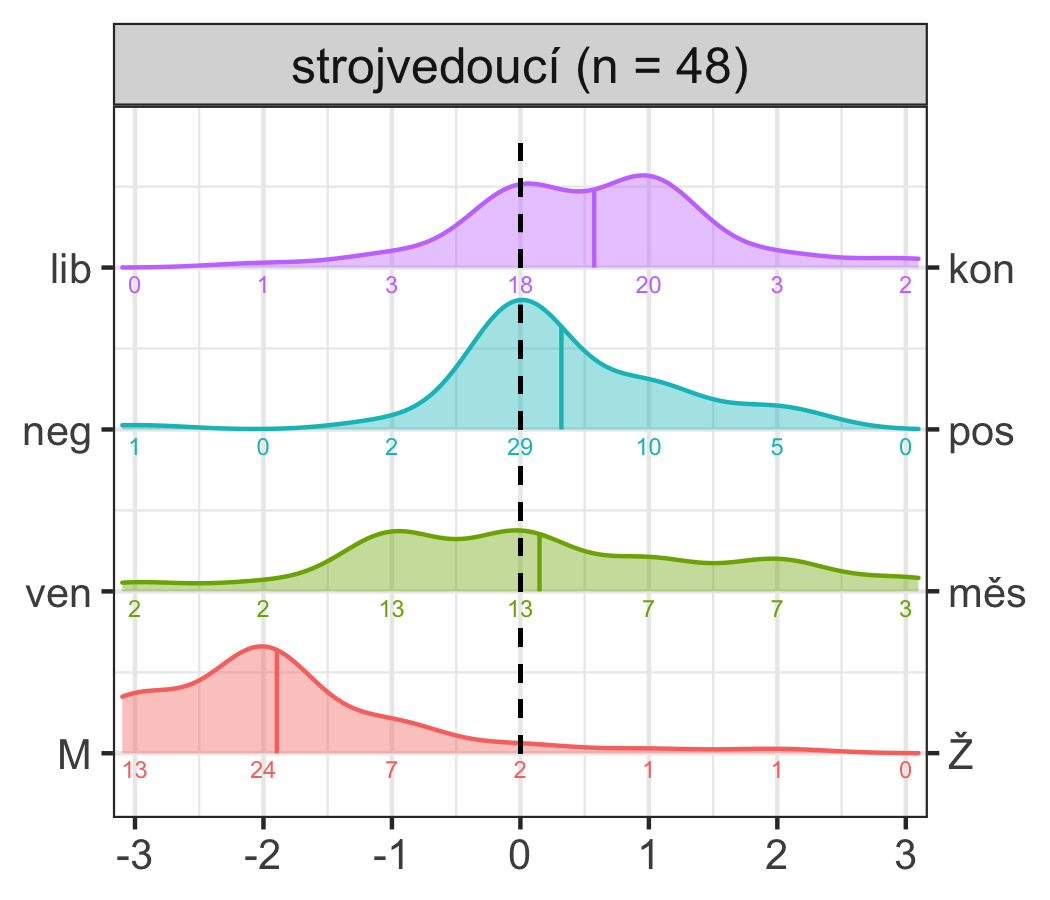 strojvedoucí (n = 48)
lib kon
0 1 3 18 20 3 2
neg pos
1 0 2 29 10 5 0
ven měs
2 2 13 13 7 7 3
M Ž
13 24 7 2 1 1 0
-3 -2 -1 0 1 2 3